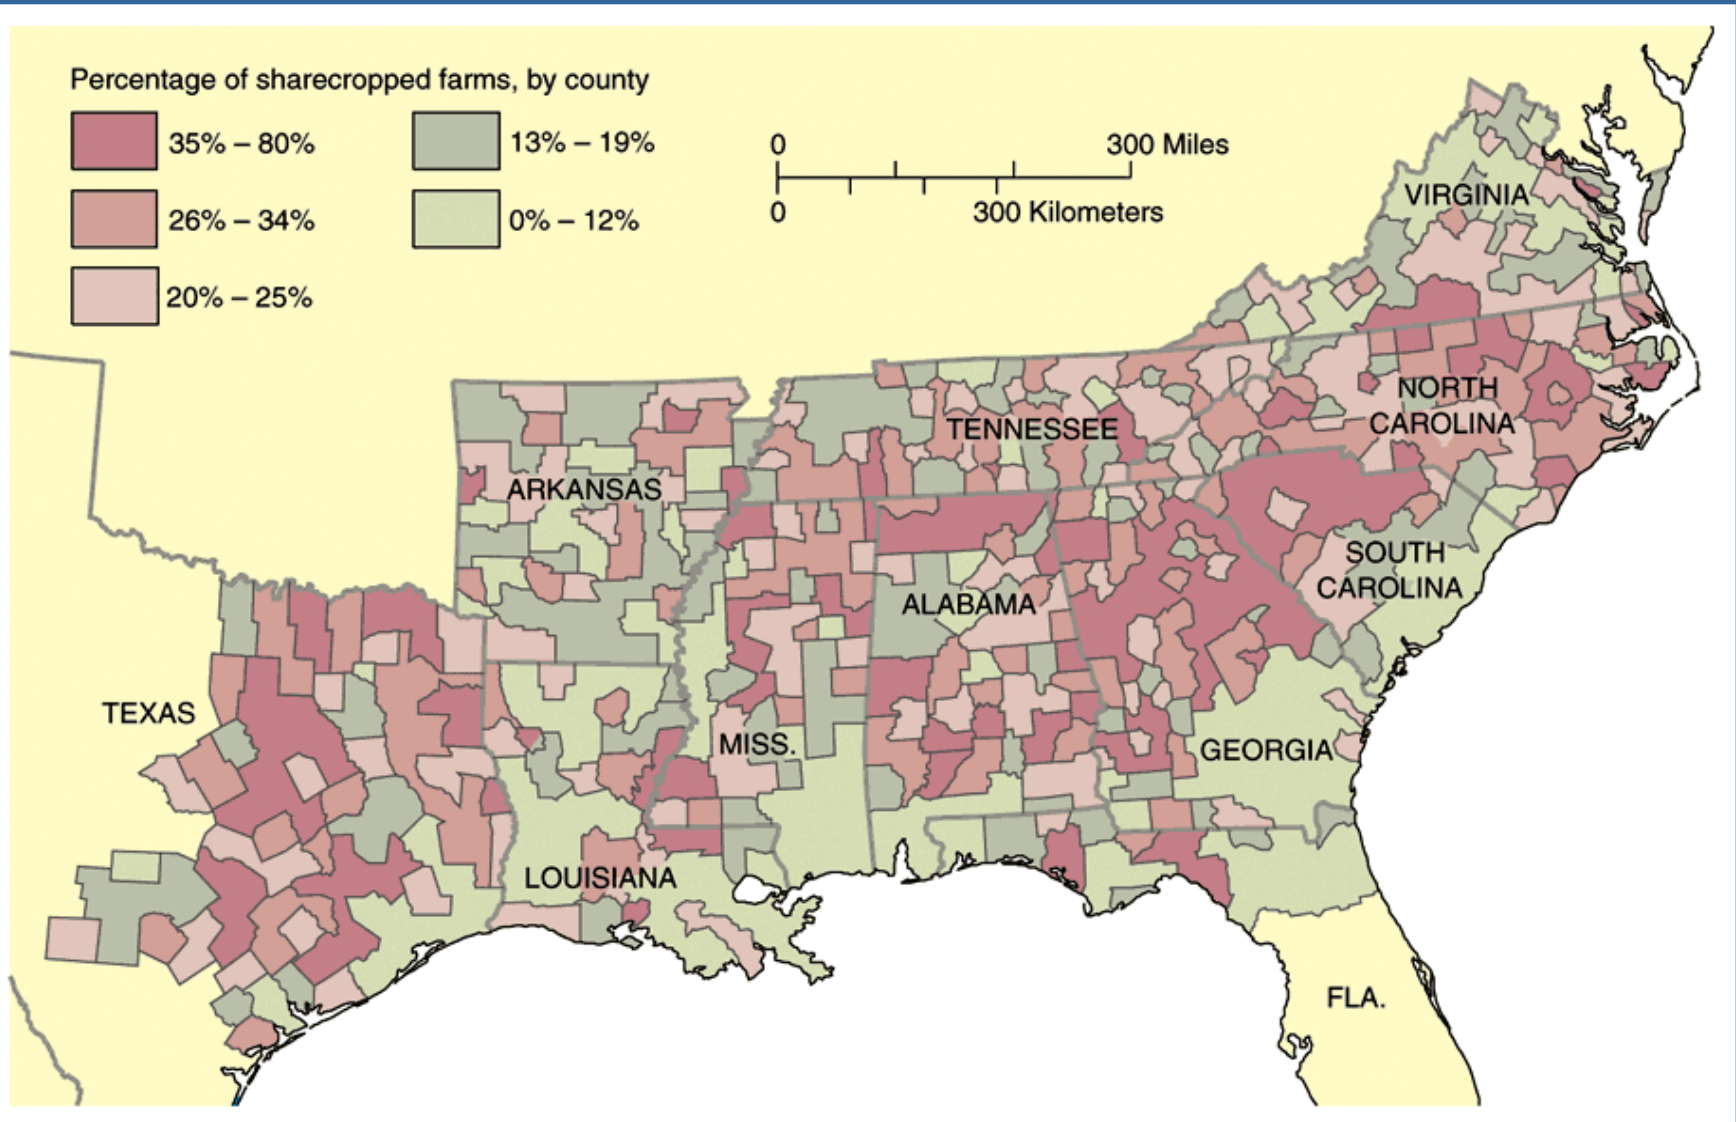 Percentage of sharecropped farms, by county
35% – 80%
26% – 34%
20% – 25%
13% – 19%
0% – 12%
0 300 Miles
0 300 Kilometers
VIRGINIA
NORTH
CAROLINA
TENNESSEE
ARKANSAS
SOUTH
CAROLINA
ALABAMA
TEXAS
MISS.
GEORGIA
LOUISIANA
FLA.